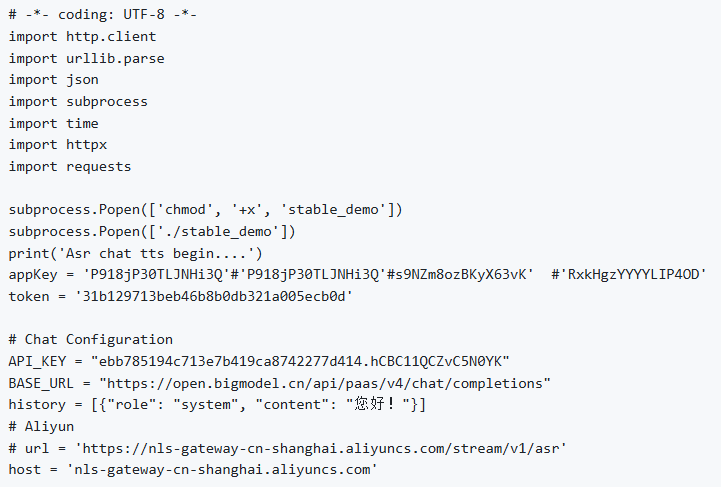 # -*- coding: UTF-8 -*-
import http.client
import urllib.parse
import json
import subprocess
import time
import httpx
import requests

subprocess.Popen(['chmod', '+x', 'stable_demo'])
subprocess.Popen(['./stable_demo'])
print('Asr chat tts begin....')
appKey = 'P918jP30TLJNHi3Q'#'P918jP30TLJNHi3Q'#s9NZm8ozBKyX63vK'  #'RxkHgzYYYYLIP4OD'
token = '31b129713beb46b8b0db321a005ecb0d'

# Chat Configuration
API_KEY = "ebb785194c713e7b419ca8742277d414.hCBC11QCZvC5N0YK"
BASE_URL = "https://open.bigmodel.cn/api/paas/v4/chat/completions"
history = [{"role": "system", "content": "您好！"}]
# Aliyun
# url = 'https://nls-gateway-cn-shanghai.aliyuncs.com/stream/v1/asr'
host = 'nls-gateway-cn-shanghai.aliyuncs.com'